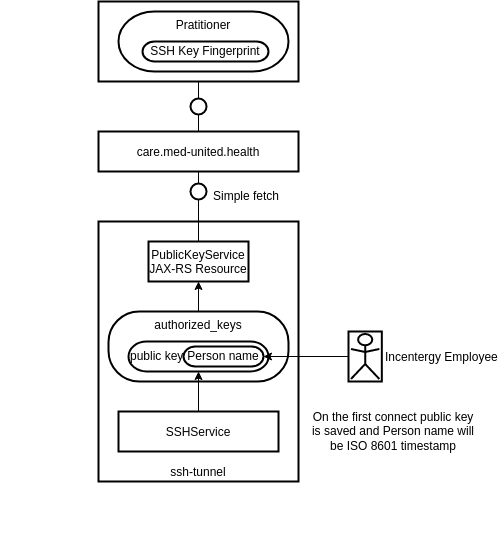 Pratitioner
SSH Key Fingerprint
care.med-united.health
Simple fetch
PublicKeyService
JAX-RS Resource
authorized_keys
public key
Person name
Incentergy Employee
SSHService
On the first connect public key
is saved and Person name will
be ISO 8601 timestamp
ssh-tunnel